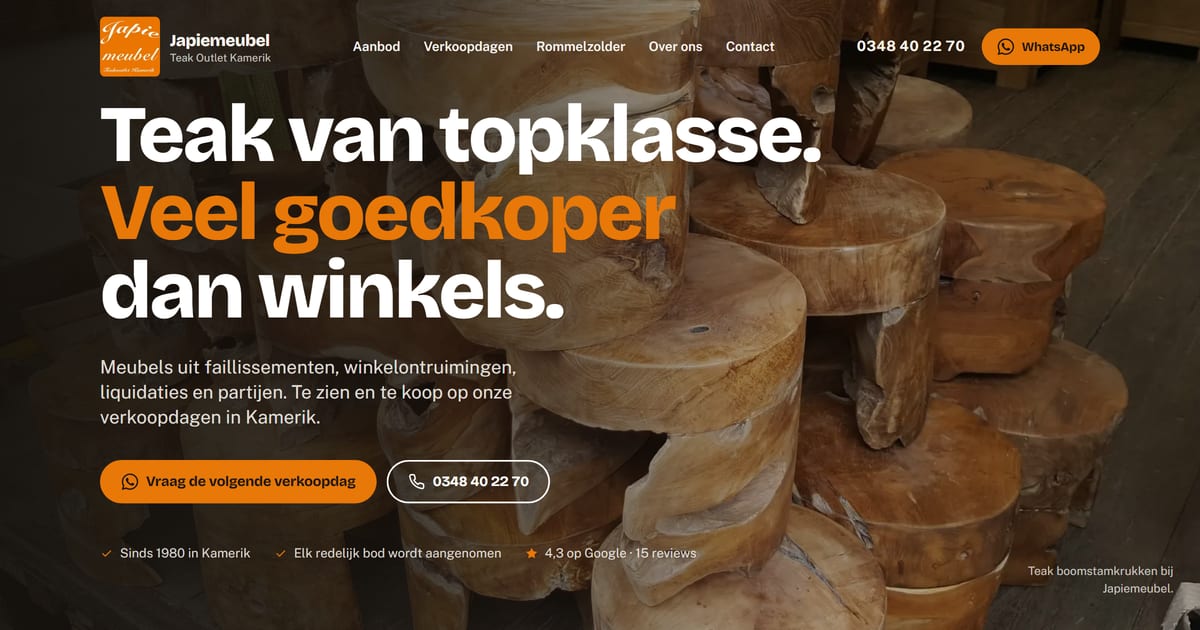 Japie
meubel
Teakoutlet Kamerik
Japiemeubel
Teak Outlet Kamerik
Aanbod
Verkoopdagen
Rommelzolder
Over ons
Contact
0348 40 22 70
WhatsApp
Teak van topklasse.
Veel goedkoper
dan winkels.
Meubels uit faillissementen, winkelontruimingen,
liquidaties en partijen. Te zien en te koop op onze
verkoopdagen in Kamerik.
Vraag de volgende verkoopdag
0348 40 22 70
Sinds 1980 in Kamerik
Elk redelijk bod wordt aangenomen
4,3 op Google · 15 reviews
Teak boomstamkrukken bij
Japiemeubel.